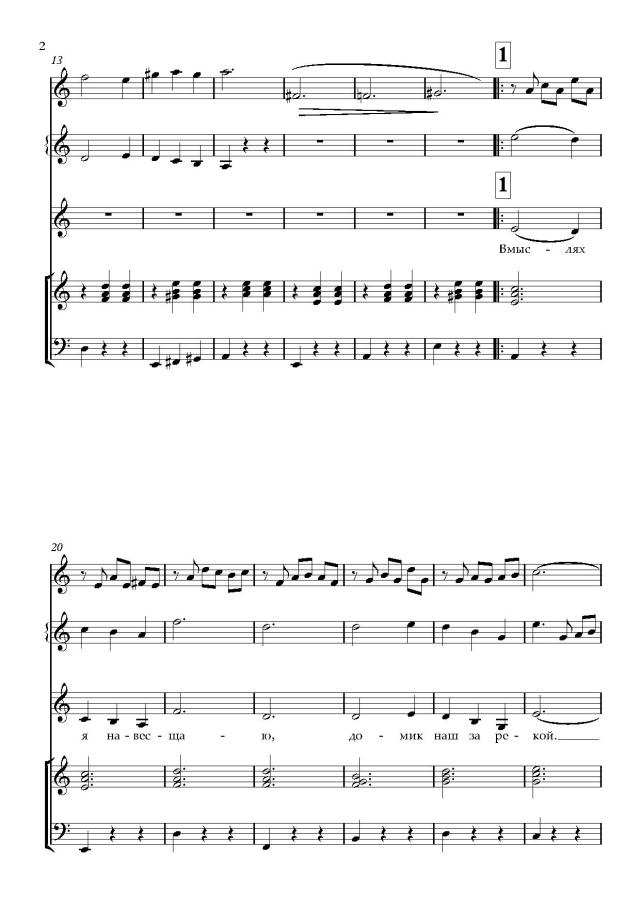 2
13
1
1
Вмыс - лях
20
я на - вес - ща - ю, до - мик наш за ре - кой.